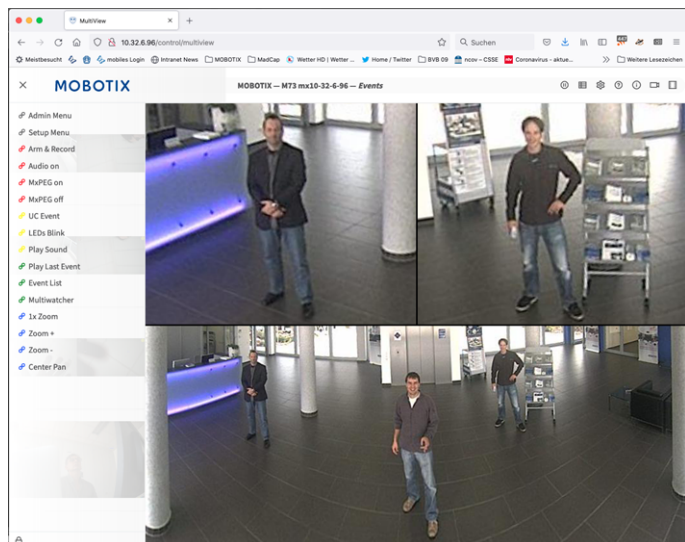 MultiView
10.32.6.96/control/multiview
Suchen
Meistbesucht
mobiles Login
Intranet News
MOBOTIX
MadCap
Wetter HD | Wetter ...
Home / Twitter
BVB 09
ncov – CSSE
Coronavirus - aktue...
Weitere Lesezeichen
MOBOTIX
MOBOTIX — M73 mx10-32-6-96 — Events
Admin Menu
Setup Menu
Arm & Record
Audio on
MxPEG on
MxPEG off
UC Event
LEDs Blink
Play Sound
Play Last Event
Event List
Multiwatcher
1x Zoom
Zoom +
Zoom -
Center Pan